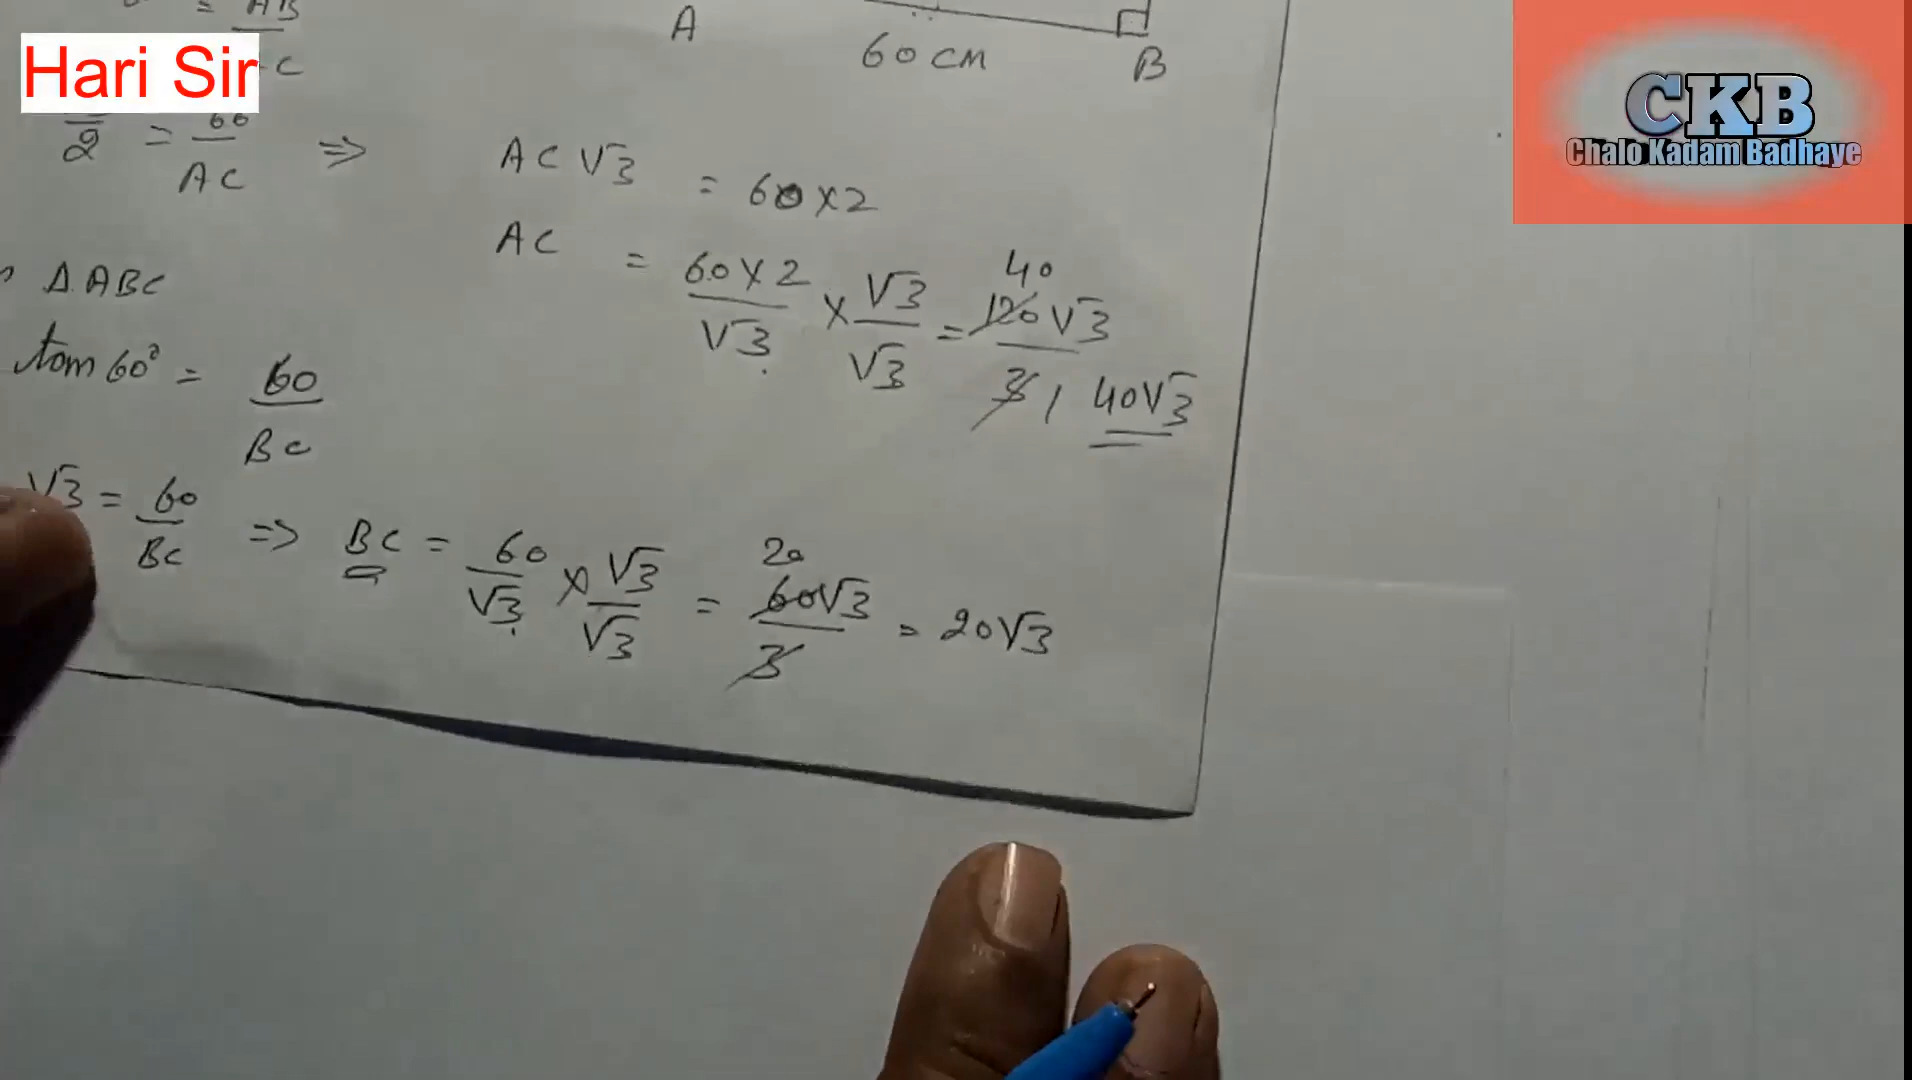 = AB
C
Hari Sir
2 = 60/AC ⇒ AC √3 = 60 × 2
AC = 60 × 2/√3 × √3/√3 = 40 120√3/3 1 40√3
Δ ABC
tan 60° = 60/BC
√3 = 60/BC ⇒ BC = 60/√3 × √3/√3 = 20 60√3/3 = 20√3
A
60 CM
B
CKB
Chalo Kadam Badhaye